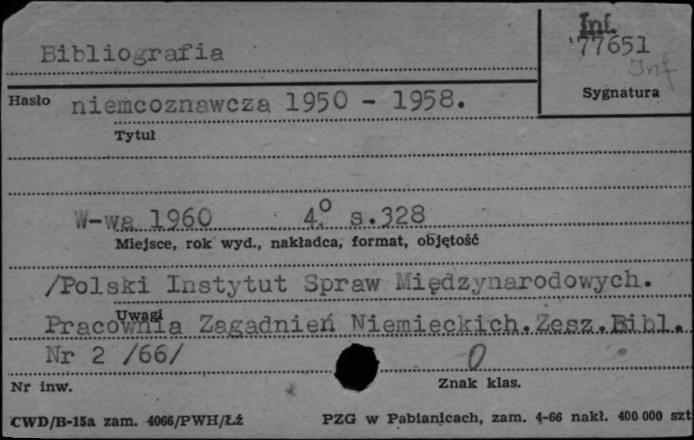 Inf.
Bibliografia
77651
Inf
Hasło niemcoznawcza 1950 - 1958.
Sygnatura
Tytuł
W-wa 1960 4° s.328
Miejsce, rok wyd., nakładca, format, objętość
/Polski Instytut Spraw Międzynarodowych.
Uwagi
Pracownia Zagadnień Niemieckich.Zesz.Bibl.
Nr 2 /66/ 0
Nr inw. Znak klas.
CWD/B-15a zam. 4066/PWH/Łź PZG w Pabianicach, zam. 4-66 nakł. 400 000 szt